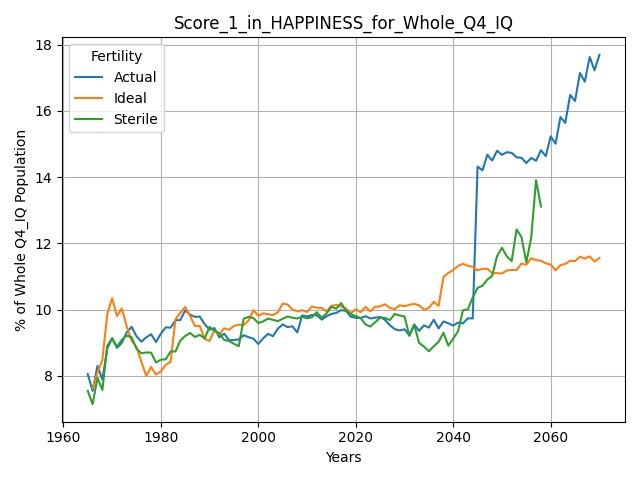 Score_1_in_HAPPINESS_for_Whole_Q4_IQ
Fertility
Actual
Ideal
Sterile
% of Whole Q4_IQ Population
18
16
14
12
10
8
1960
1980
2000
2020
2040
2060
Years